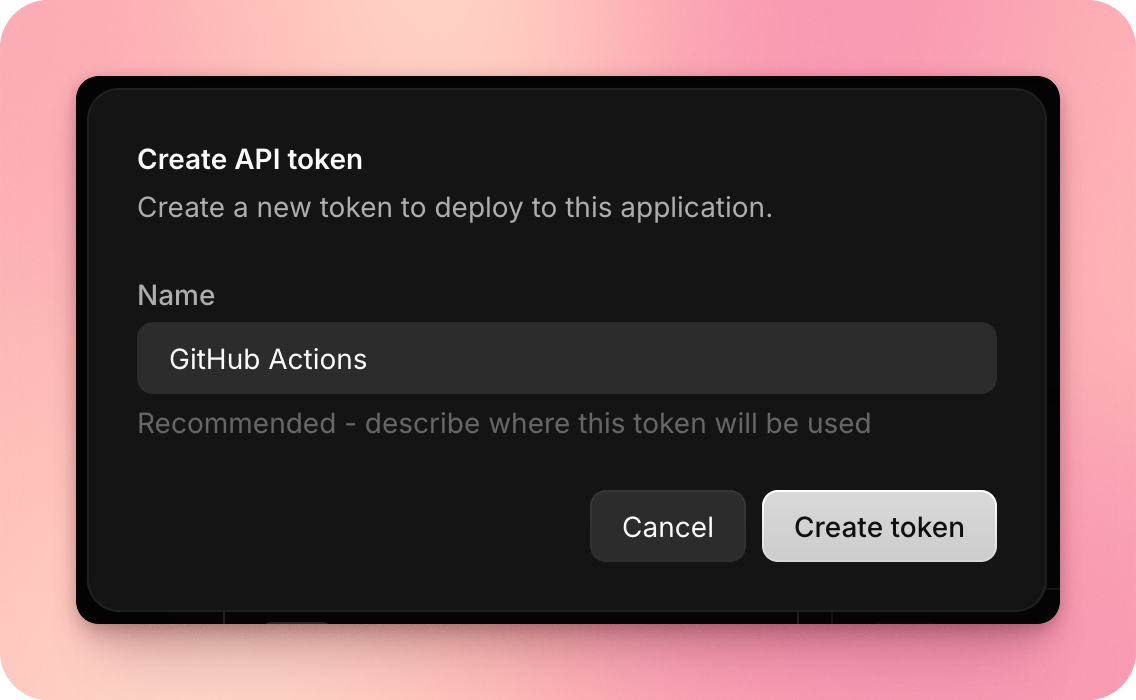 Create API token
Create a new token to deploy to this application.
Name
GitHub Actions
Recommended - describe where this token will be used
Cancel
Create token